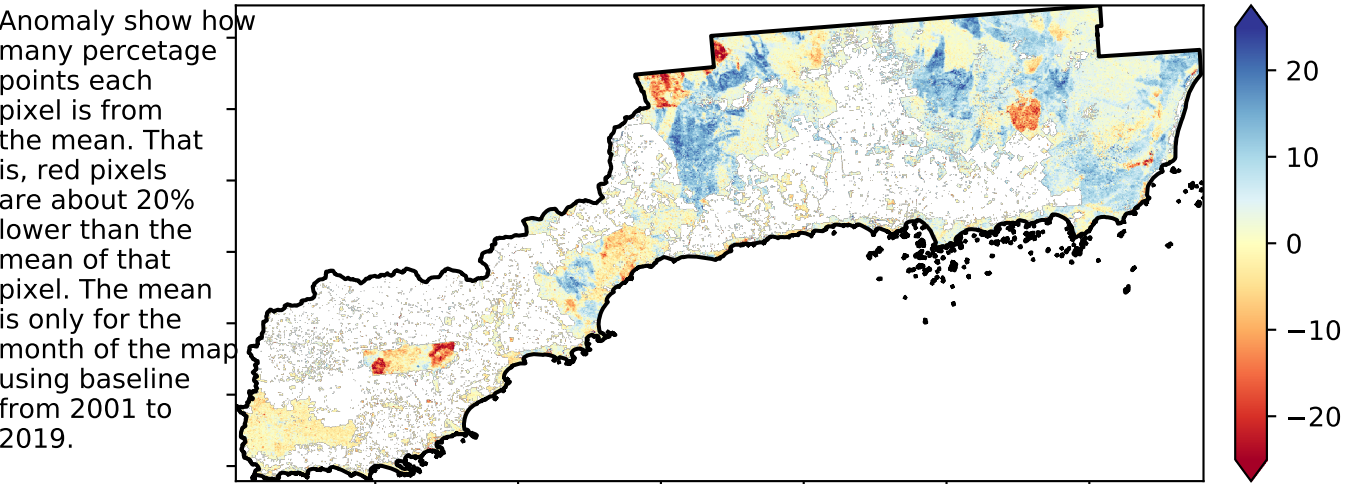 Anomaly show how
many percetage
points each
pixel is from
the mean. That
is, red pixels
are about 20%
lower than the
mean of that
pixel. The mean
is only for the
month of the map
using baseline
from 2001 to
2019.
20
10
0
−10
−20